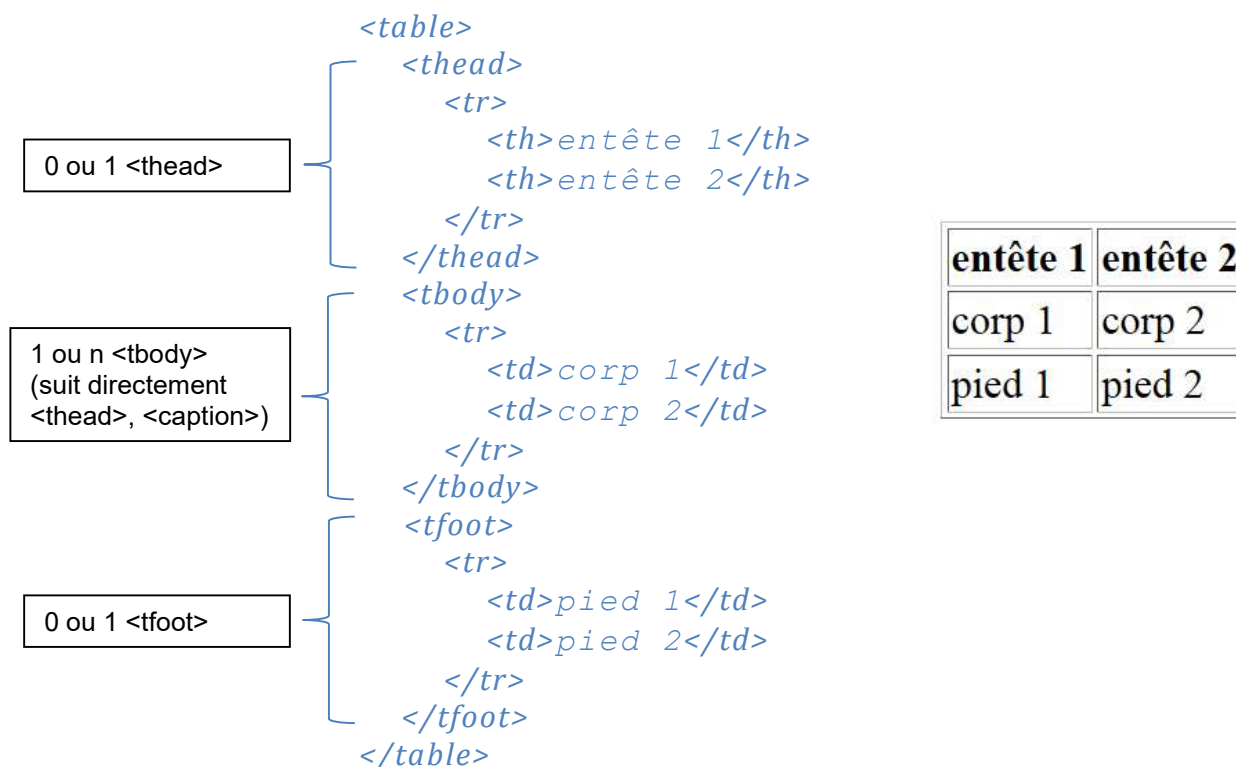 <table>
<thead>
<tr>
<th>entête 1</th>
<th>entête 2</th>
</tr>
</thead>
<tbody>
<tr>
<td>corp 1</td>
<td>corp 2</td>
</tr>
</tbody>
<tfoot>
<tr>
<td>pied 1</td>
<td>pied 2</td>
</tr>
</tfoot>
</table>
0 ou 1 <thead>
1 ou n <tbody>
(suit directement
<thead>, <caption>)
0 ou 1 <tfoot>
entête 1 entête 2
corp 1 corp 2
pied 1 pied 2